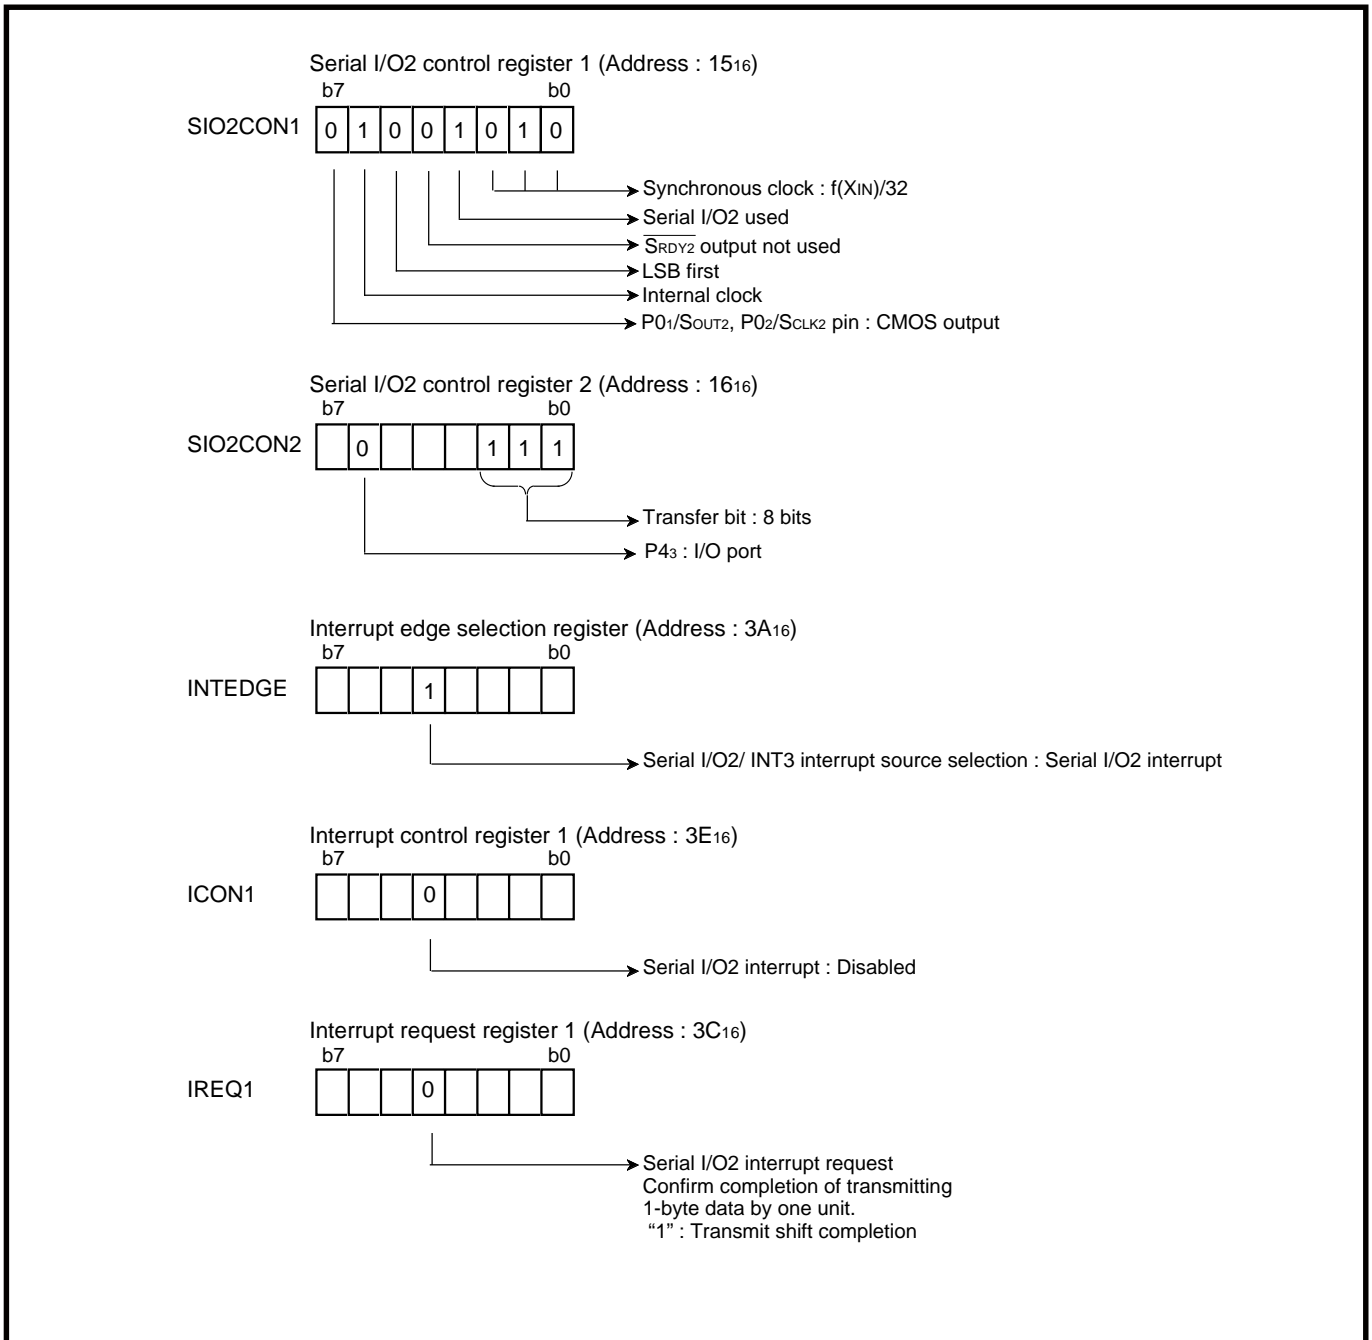 Serial I/O2 control register 1 (Address : 1516)
b7 b0
SIO2CON1 0 1 0 0 1 0 1 0
Synchronous clock : f(XIN)/32
Serial I/O2 used
SRDY2 output not used
LSB first
Internal clock
P01/SOUT2, P02/SCLK2 pin : CMOS output
Serial I/O2 control register 2 (Address : 1616)
b7 b0
SIO2CON2 0 1 1 1
Transfer bit : 8 bits
P43 : I/O port
Interrupt edge selection register (Address : 3A16)
b7 b0
INTEDGE 1
Serial I/O2/ INT3 interrupt source selection : Serial I/O2 interrupt
Interrupt control register 1 (Address : 3E16)
b7 b0
ICON1 0
Serial I/O2 interrupt : Disabled
Interrupt request register 1 (Address : 3C16)
b7 b0
IREQ1 0
Serial I/O2 interrupt request
Confirm completion of transmitting
1-byte data by one unit.
“1” : Transmit shift completion